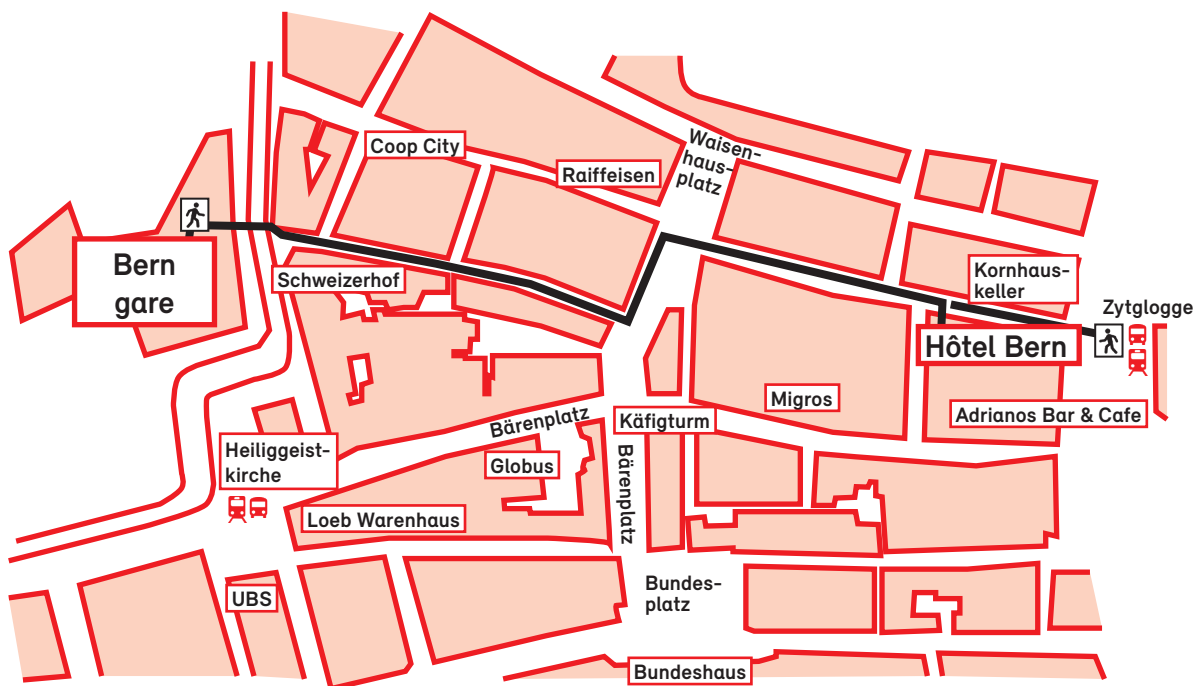 Waisen-
haus-
platz
Coop City
Raiffeisen
Bern
gare
Schweizerhof
Kornhaus-
keller
Zytglogge
Hôtel Bern
Migros
Adrianos Bar & Cafe
Bärenplatz
Käfigturm
Heiliggeist-
kirche
Globus
Bärenplatz
Loeb Warenhaus
UBS
Bundes-
platz
Bundeshaus